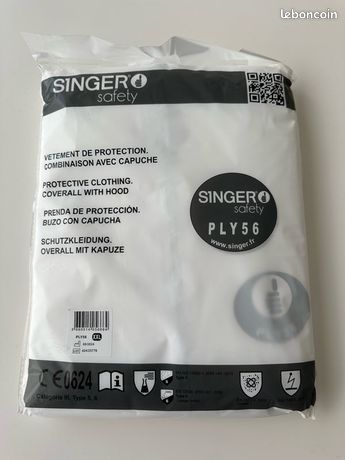 leboncoin
SINGER
safety
VETEMENT DE PROTECTION.
COMBINAISON AVEC CAPUCHE
PROTECTIVE CLOTHING.
COVERALL WITH HOOD
PRENDA DE PROTECCIÓN.
BUZO CON CAPUCHA
SCHUTZKLEIDUNG.
OVERALL MIT KAPUZE
SINGER
safety
PLY56
www.singer.fr
PLY56 XXL
CE0624
Catégorie III, Type 5, 6